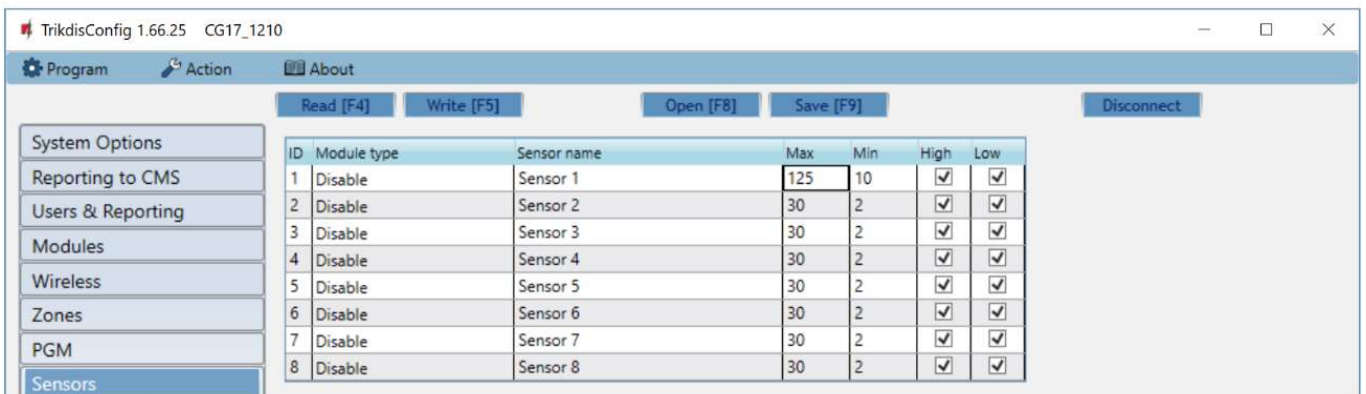 TrikdisConfig 1.66.25 CG17_1210
Program Action About
Read [F4] Write [F5] Open [F8] Save [F9] Disconnect
System Options
Reporting to CMS
Users & Reporting
Modules
Wireless
Zones
PGM
Sensors
ID Module type Sensor name Max Min High Low
1 Disable Sensor 1 125 10
2 Disable Sensor 2 30 2
3 Disable Sensor 3 30 2
4 Disable Sensor 4 30 2
5 Disable Sensor 5 30 2
6 Disable Sensor 6 30 2
7 Disable Sensor 7 30 2
8 Disable Sensor 8 30 2